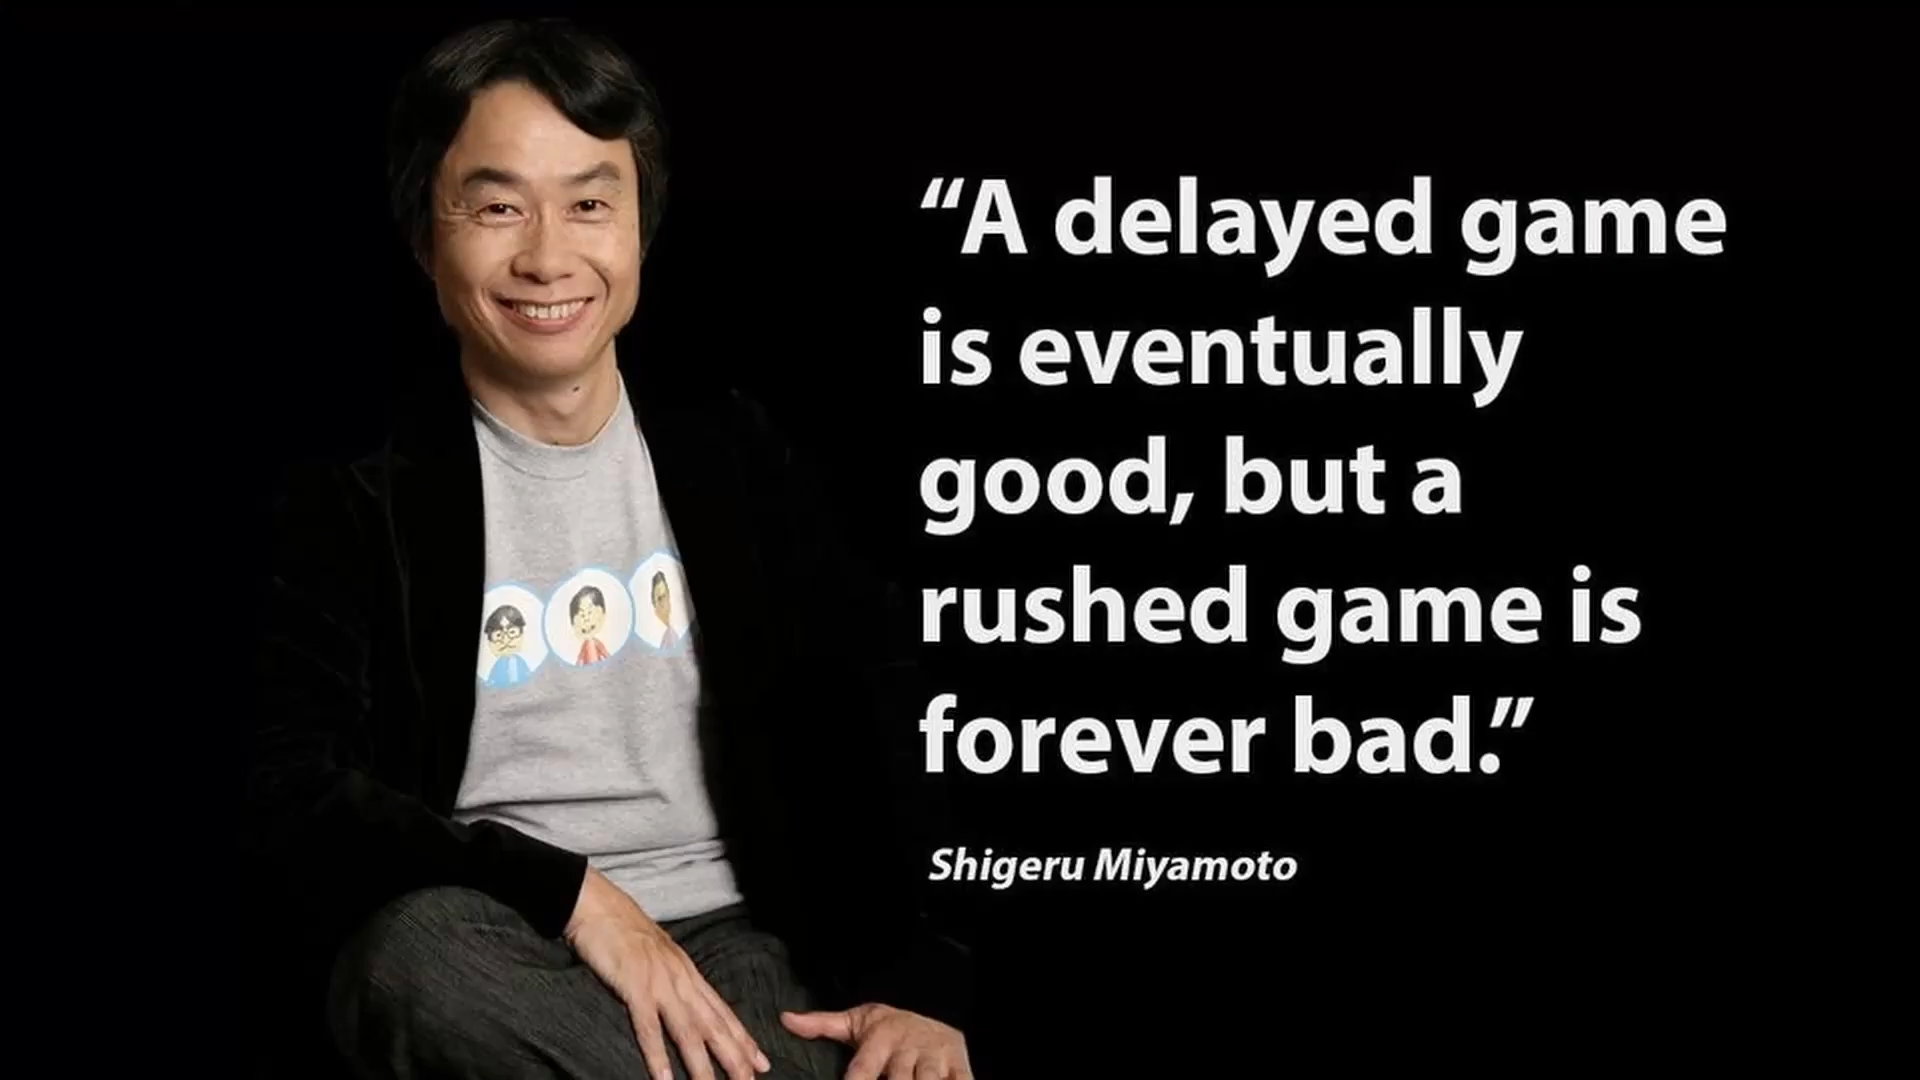 “A delayed game
is eventually
good, but a
rushed game is
forever bad.”
Shigeru Miyamoto